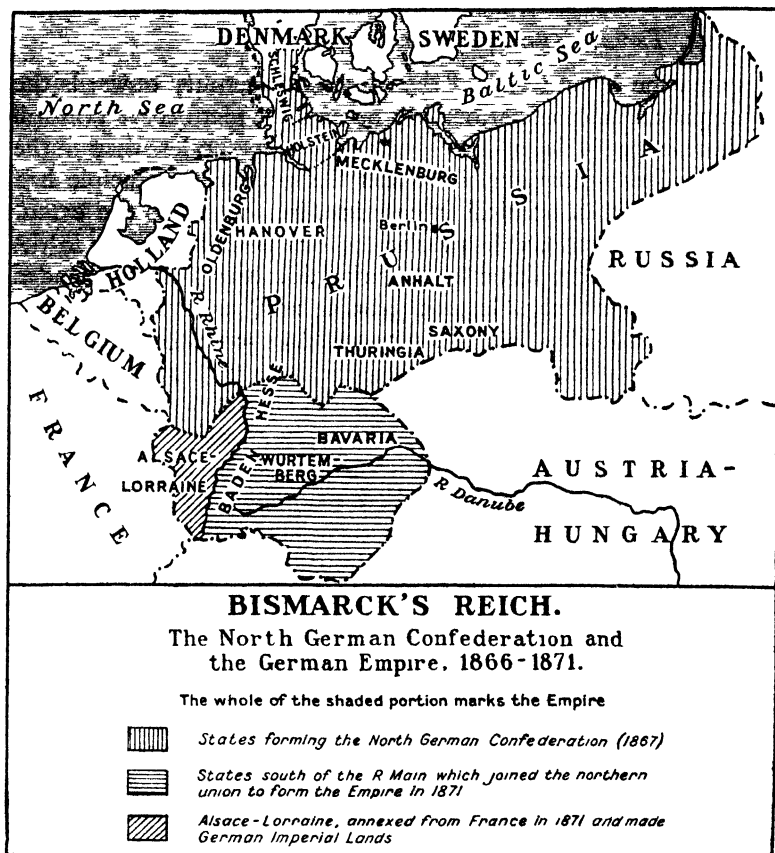 DENMARK
SWEDEN
North Sea
Baltic Sea
SCHLESWIG
HOLSTEIN
MECKLENBURG
HOLLAND
OLDENBURG
HANOVER
Berlin
PRUSSIA
ANHALT
RUSSIA
BELGIUM
R Rhine
SAXONY
THURINGIA
HESSE
FRANCE
ALSACE-
LORRAINE
BADEN
WURTEM-
BERG
BAVARIA
R Danube
AUSTRIA-
HUNGARY
BISMARCK'S REICH.
The North German Confederation and
the German Empire, 1866-1871.
The whole of the shaded portion marks the Empire
States forming the North German Confederation (1867)
States south of the R Main which joined the northern
union to form the Empire in 1871
Alsace-Lorraine, annexed from France in 1871 and made
German Imperial Lands